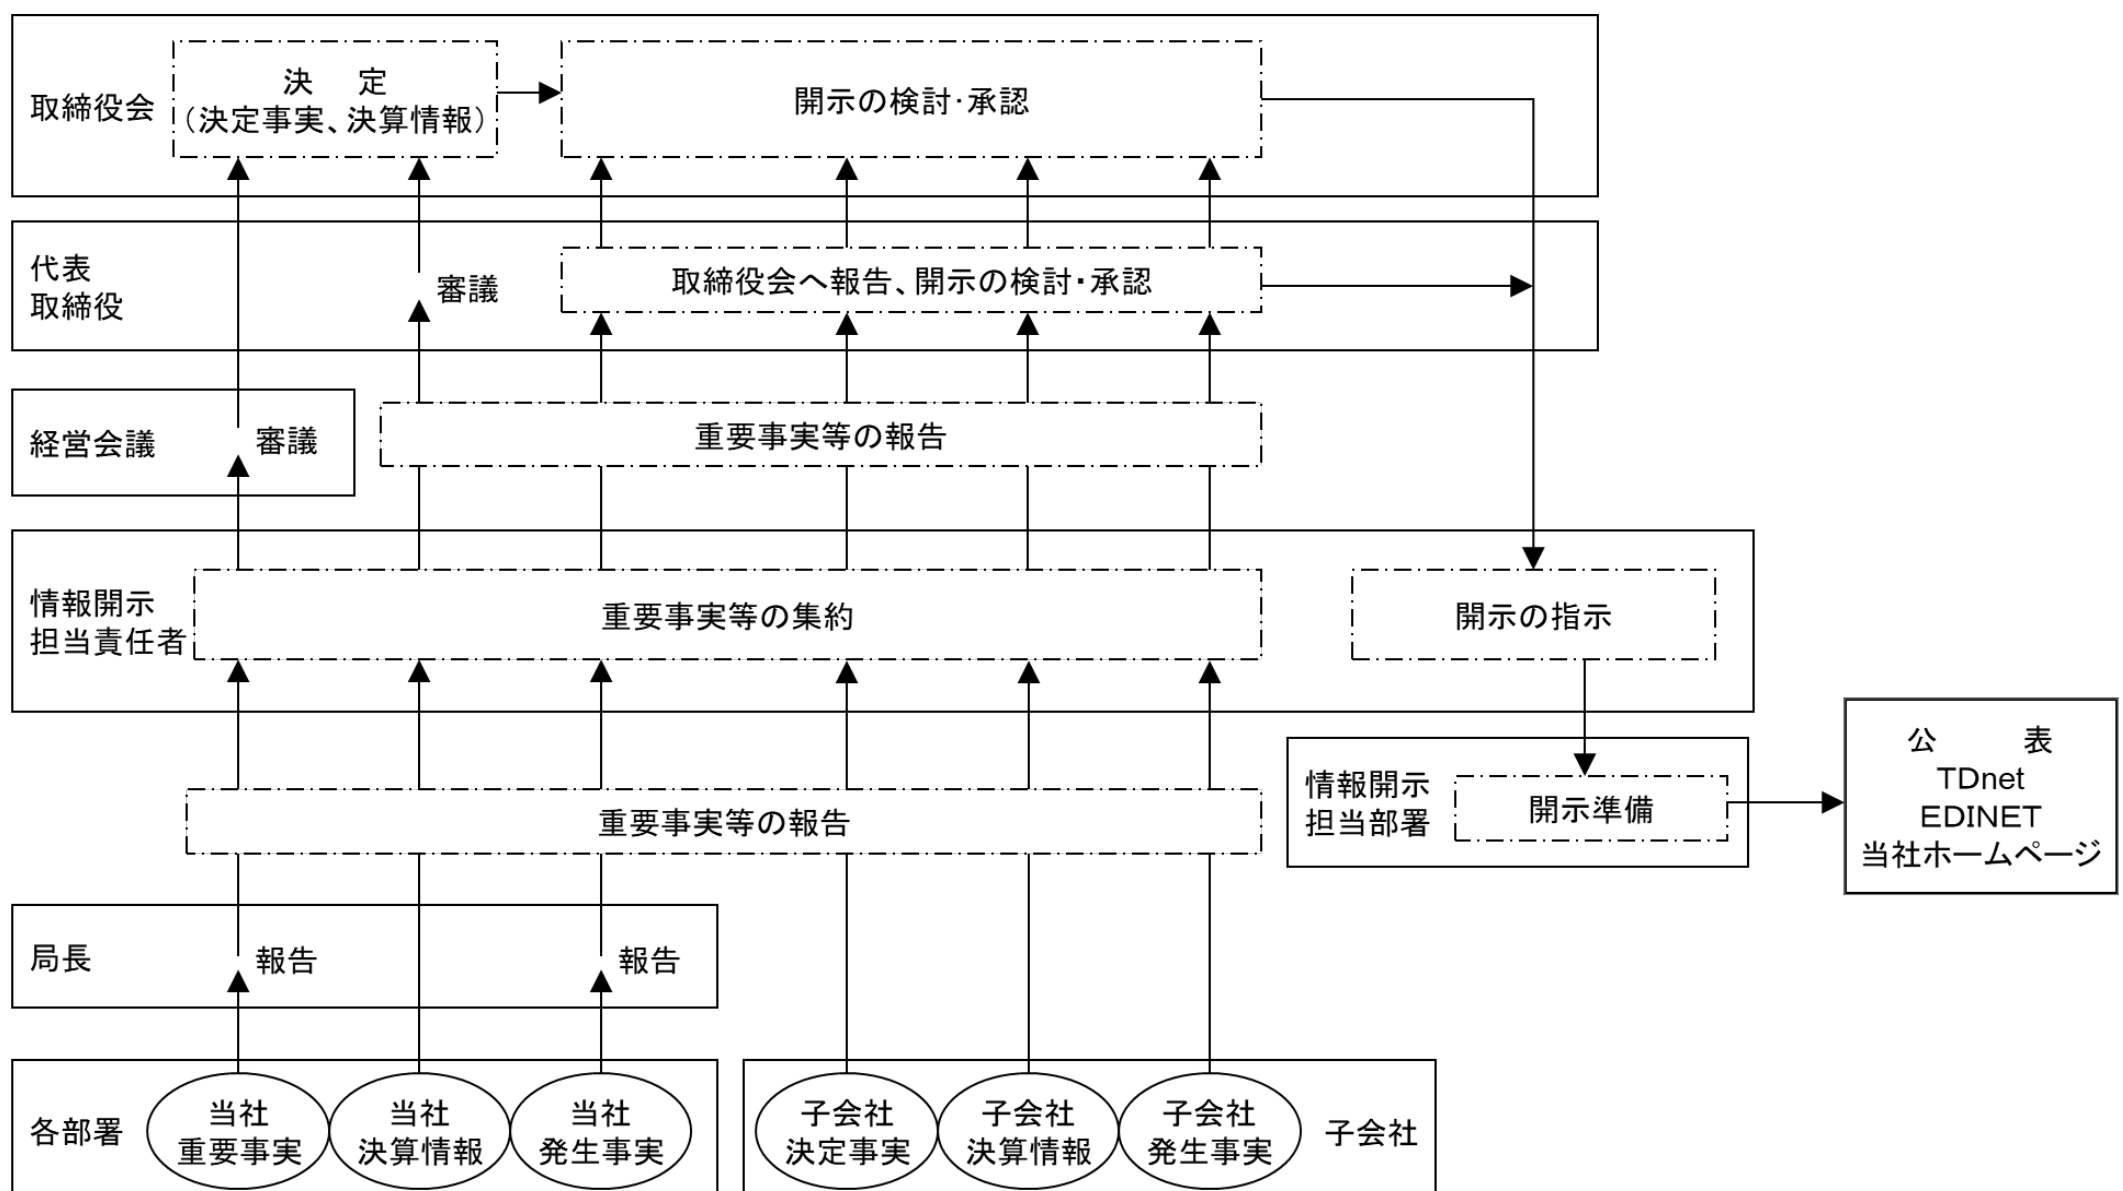 取締役会
決　定
（決定事実、決算情報）
開示の検討･承認
代表
取締役
審議
取締役会へ報告、開示の検討・承認
経営会議
審議
重要事実等の報告
情報開示
担当責任者
重要事実等の集約
開示の指示
重要事実等の報告
情報開示
担当部署
開示準備
公　　表
TDnet
EDINET
当社ホームページ
局長
報告
報告
各部署
当社
重要事実
当社
決算情報
当社
発生事実
子会社
決定事実
子会社
決算情報
子会社
発生事実
子会社